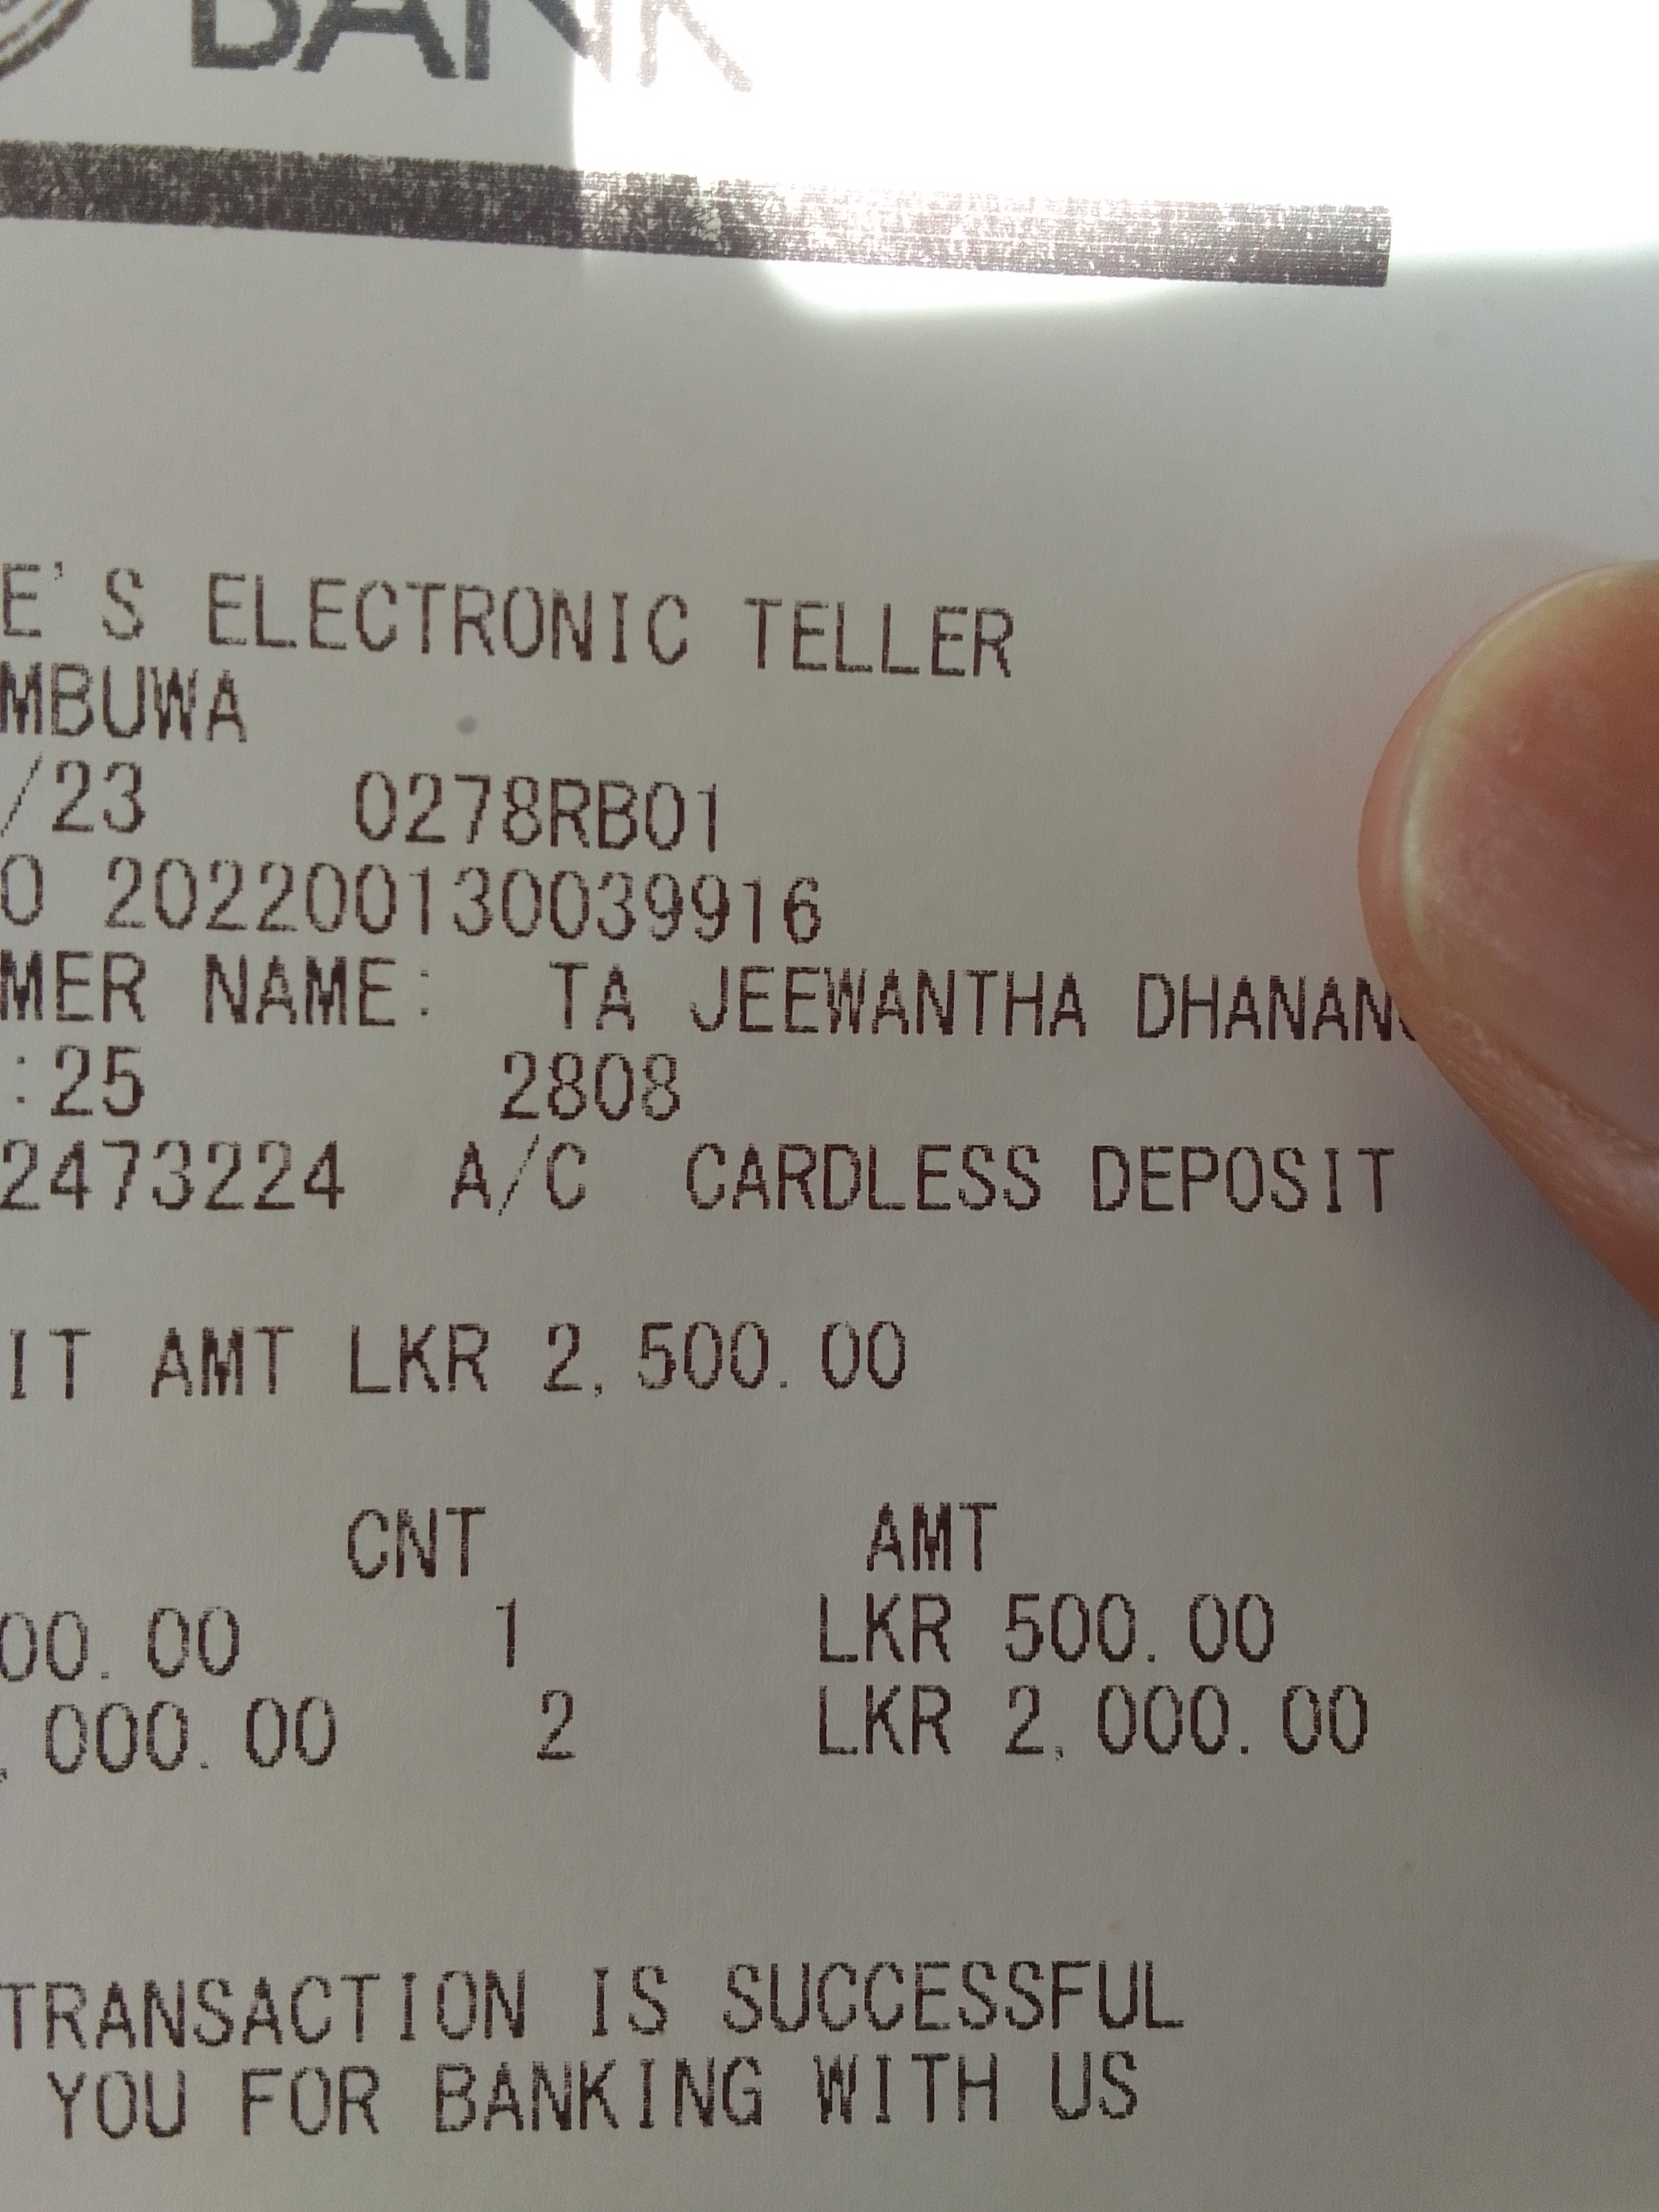 BANK
E'S ELECTRONIC TELLER
MBUWA
/23 0278RB01
O 202200130039916
MER NAME: TA JEEWANTHA DHANAN
:25 2808
2473224 A/C CARDLESS DEPOSIT
IT AMT LKR 2,500.00
CNT AMT
00.00 1 LKR 500.00
,000.00 2 LKR 2,000.00
TRANSACTION IS SUCCESSFUL
YOU FOR BANKING WITH US